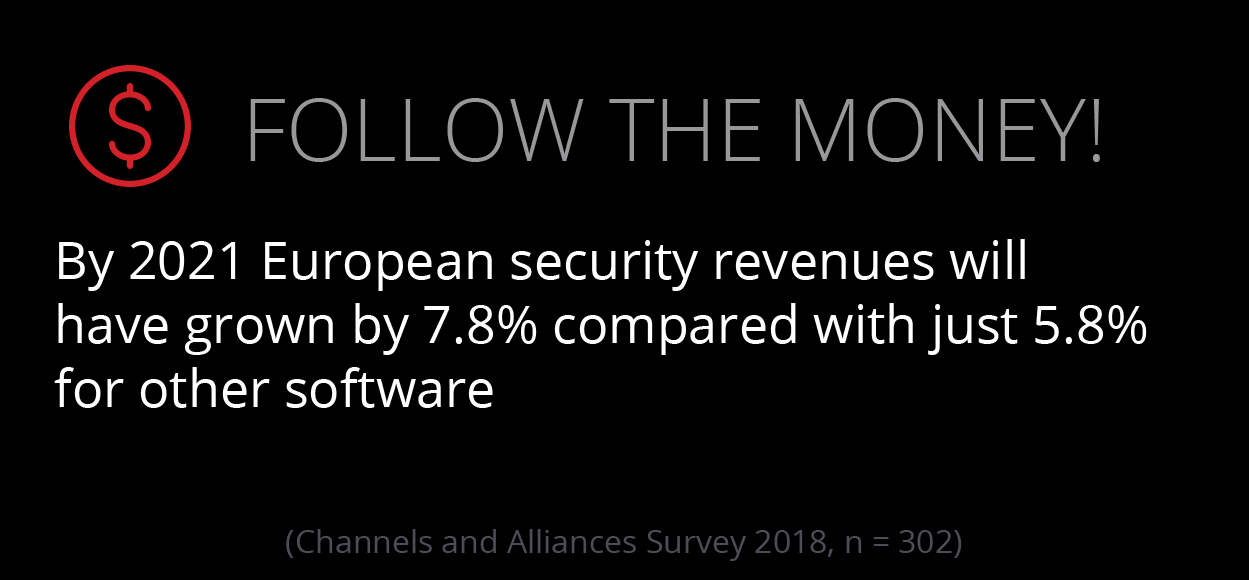 $ FOLLOW THE MONEY!
By 2021 European security revenues will
have grown by 7.8% compared with just 5.8%
for other software
(Channels and Alliances Survey 2018, n = 302)